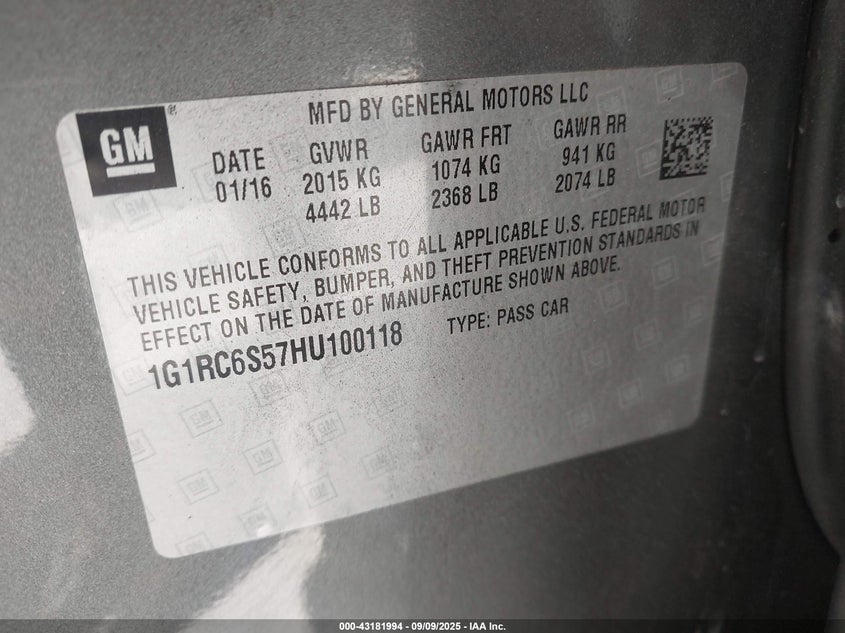 GM
MFD BY GENERAL MOTORS LLC
DATE GVWR GAWR FRT GAWR RR
01/16 2015 KG 1074 KG 941 KG
4442 LB 2368 LB 2074 LB
THIS VEHICLE CONFORMS TO ALL APPLICABLE U.S. FEDERAL MOTOR
VEHICLE SAFETY, BUMPER, AND THEFT PREVENTION STANDARDS IN
EFFECT ON THE DATE OF MANUFACTURE SHOWN ABOVE.
1G1RC6S57HU100118 TYPE: PASS CAR
000-43181994 - 09/09/2025 - IAA Inc.